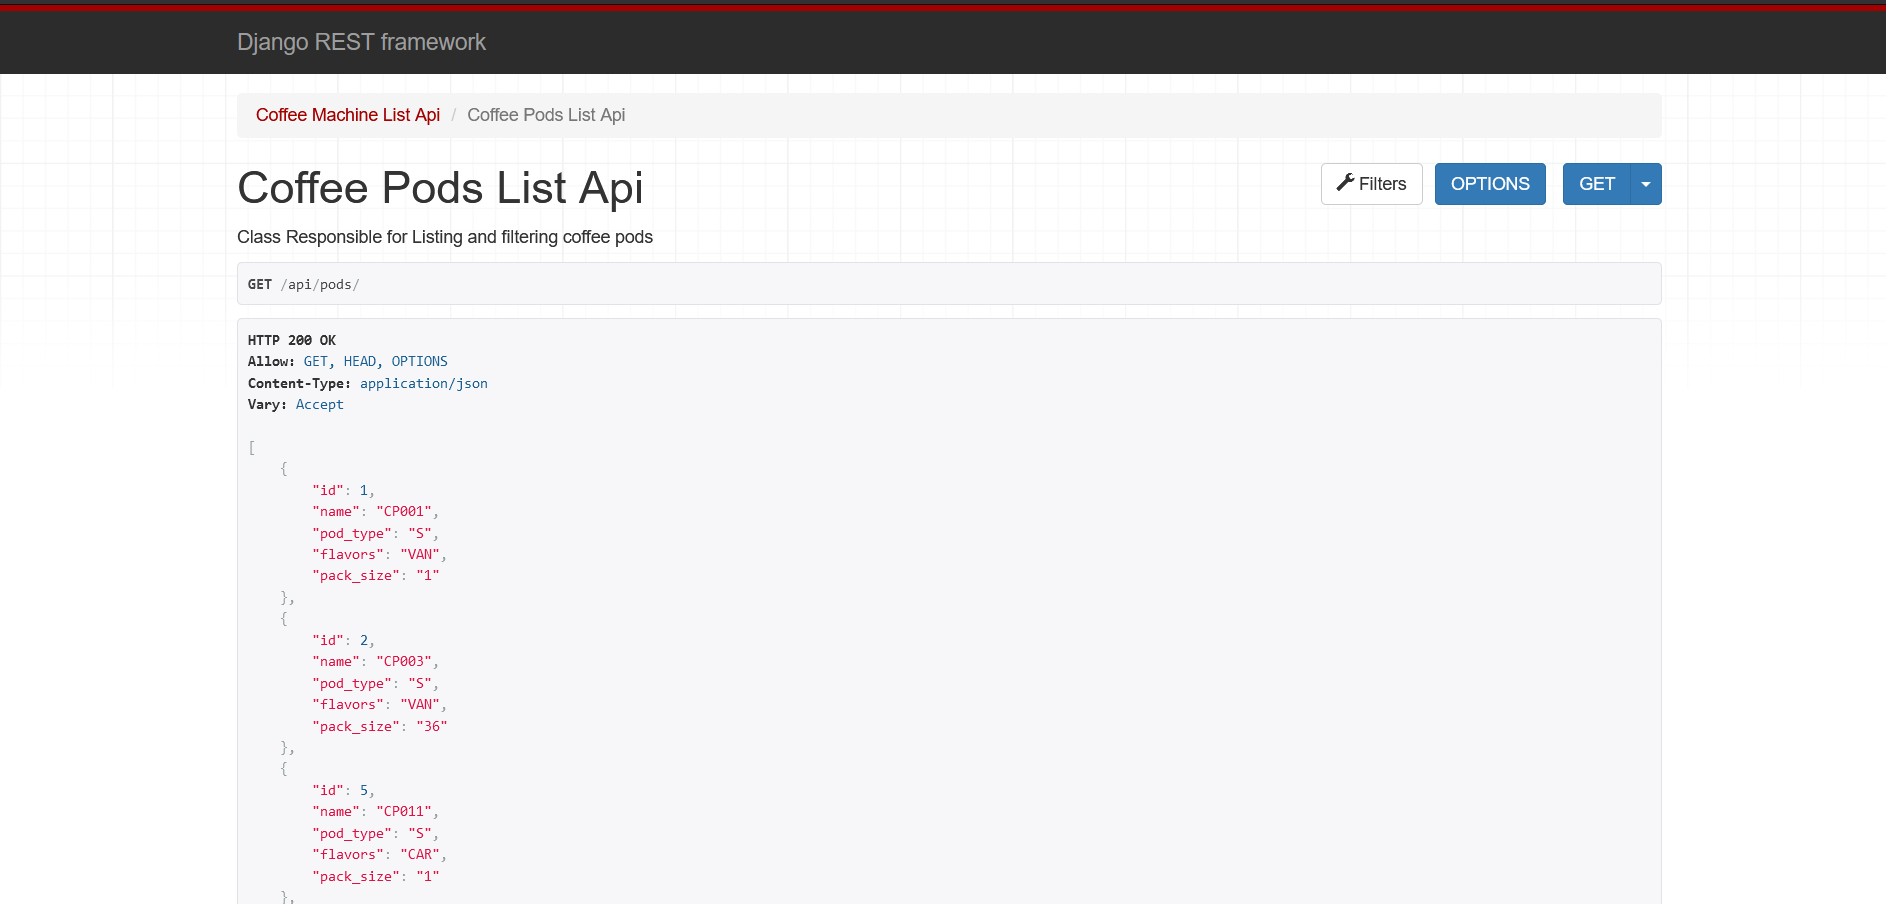 Django REST framework
Coffee Machine List Api / Coffee Pods List Api
Coffee Pods List Api
Filters
OPTIONS
GET
Class Responsible for Listing and filtering coffee pods
GET /api/pods/
HTTP 200 OK
Allow: GET, HEAD, OPTIONS
Content-Type: application/json
Vary: Accept
[
    {
        "id": 1,
        "name": "CP001",
        "pod_type": "S",
        "flavors": "VAN",
        "pack_size": "1"
    },
    {
        "id": 2,
        "name": "CP003",
        "pod_type": "S",
        "flavors": "VAN",
        "pack_size": "36"
    },
    {
        "id": 5,
        "name": "CP011",
        "pod_type": "S",
        "flavors": "CAR",
        "pack_size": "1"
    },